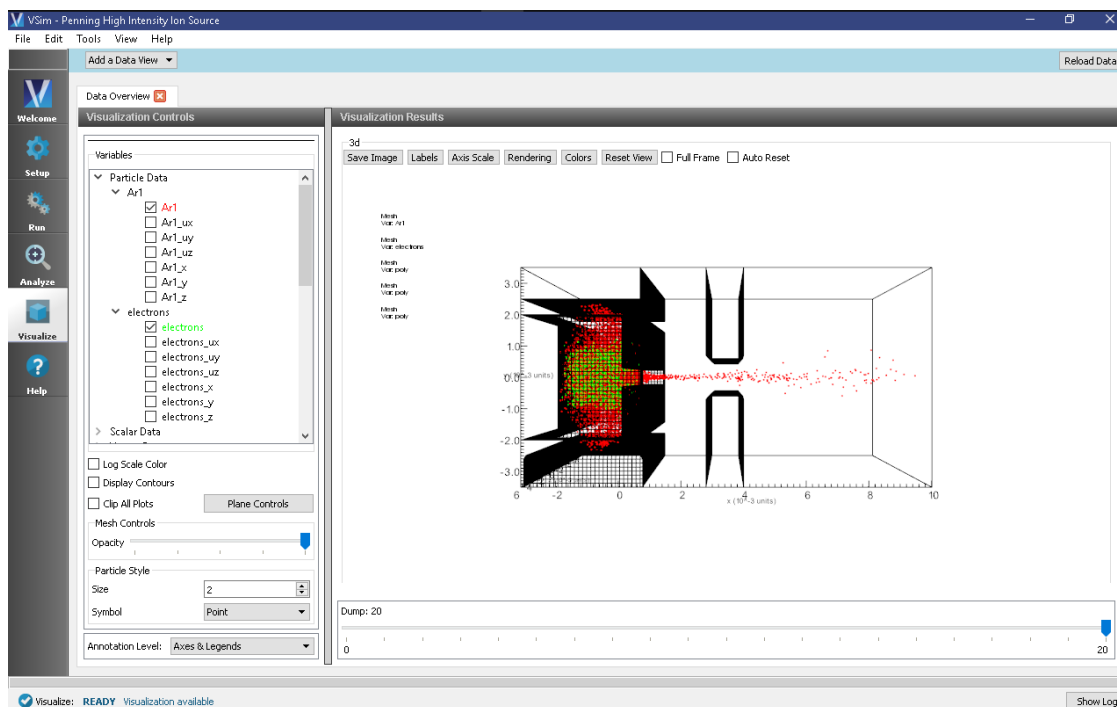 VSim - Penning High Intensity Ion Source
File Edit Tools View Help
Add a Data View
Reload Data
Data Overview
Welcome
Setup
Run
Analyze
Visualize
Help
Visualization Controls
Variables
Particle Data
Ar1
Ar1
Ar1_ux
Ar1_uy
Ar1_uz
Ar1_x
Ar1_y
Ar1_z
electrons
electrons
electrons_ux
electrons_uy
electrons_uz
electrons_x
electrons_y
electrons_z
Scalar Data
Log Scale Color
Display Contours
Clip All Plots Plane Controls
Mesh Controls
Opacity
Particle Style
Size 2
Symbol Point
Annotation Level: Axes & Legends
Visualization Results
3d
Save Image Labels Axis Scale Rendering Colors Reset View Full Frame Auto Reset
Mesh
Var: Ar1
Mesh
Var: electrons
Mesh
Var: poly
Mesh
Var: poly
Mesh
Var: poly
3.0
2.0
1.0
0.0
-3 units)
-1.0
-2.0
-3.0
6 -2 0 2 4 6 8 10
x (10^-3 units)
Dump: 20
0 20
Visualize: READY Visualization available
Show Log